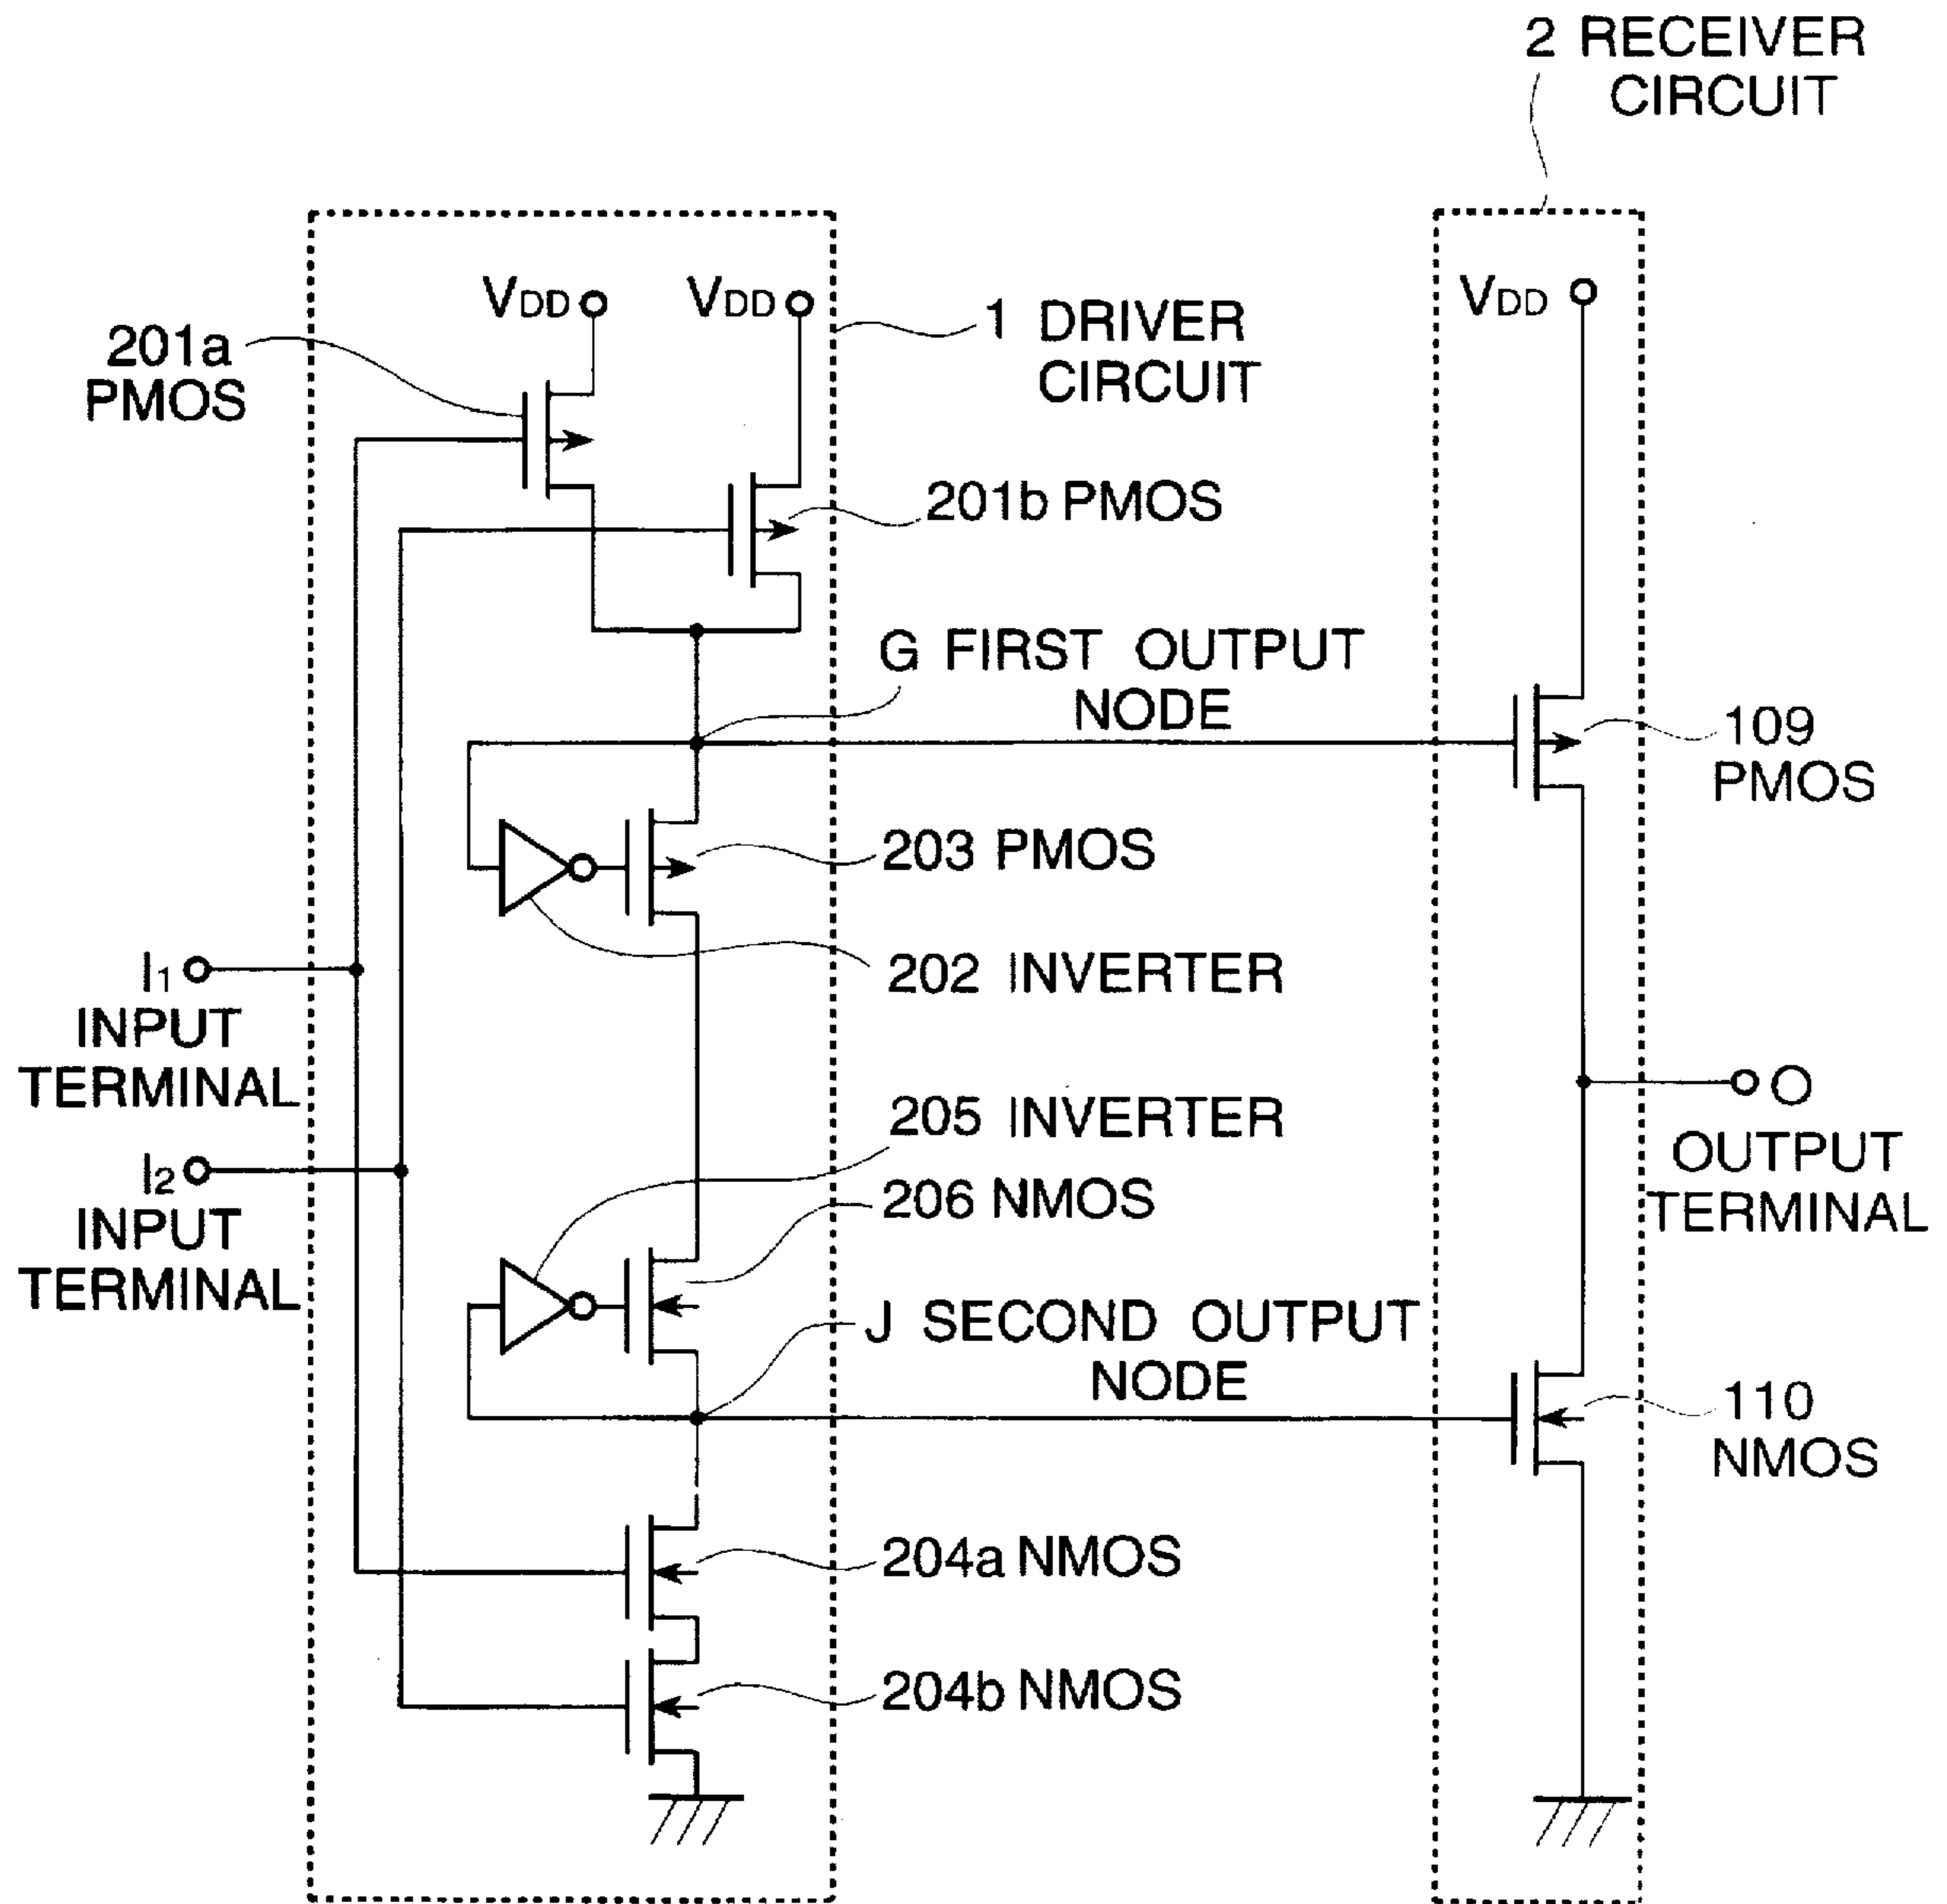 2 RECEIVER
CIRCUIT
VDD
VDD
VDD
1 DRIVER
CIRCUIT
201a
PMOS
201b PMOS
G FIRST OUTPUT
NODE
109
PMOS
203 PMOS
202 INVERTER
I1
INPUT
TERMINAL
205 INVERTER
O
OUTPUT
TERMINAL
I2
INPUT
TERMINAL
206 NMOS
J SECOND OUTPUT
NODE
110
NMOS
204a NMOS
204b NMOS